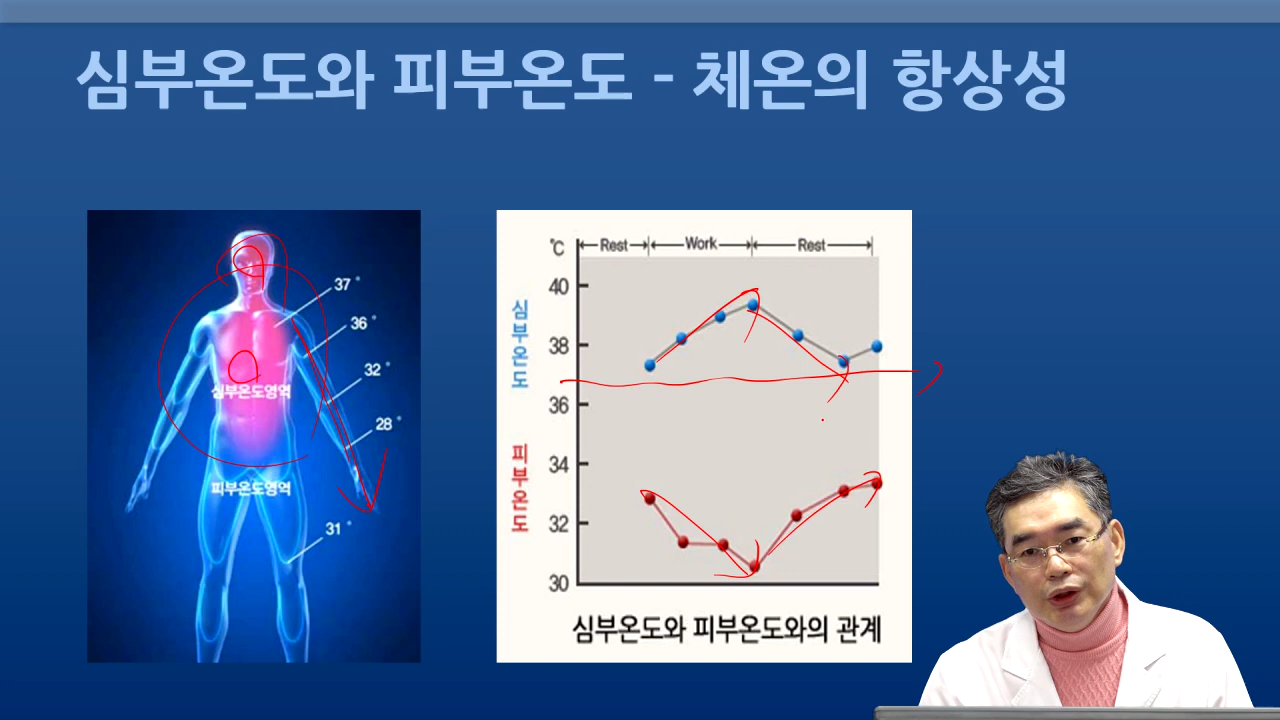 심부온도와 피부온도 - 체온의 항상성
37°
36°
32°
28°
심부온도영역
피부온도영역
31°
℃
Rest
Work
Rest
40
38
36
34
32
30
심부온도
피부온도
심부온도와 피부온도와의 관계